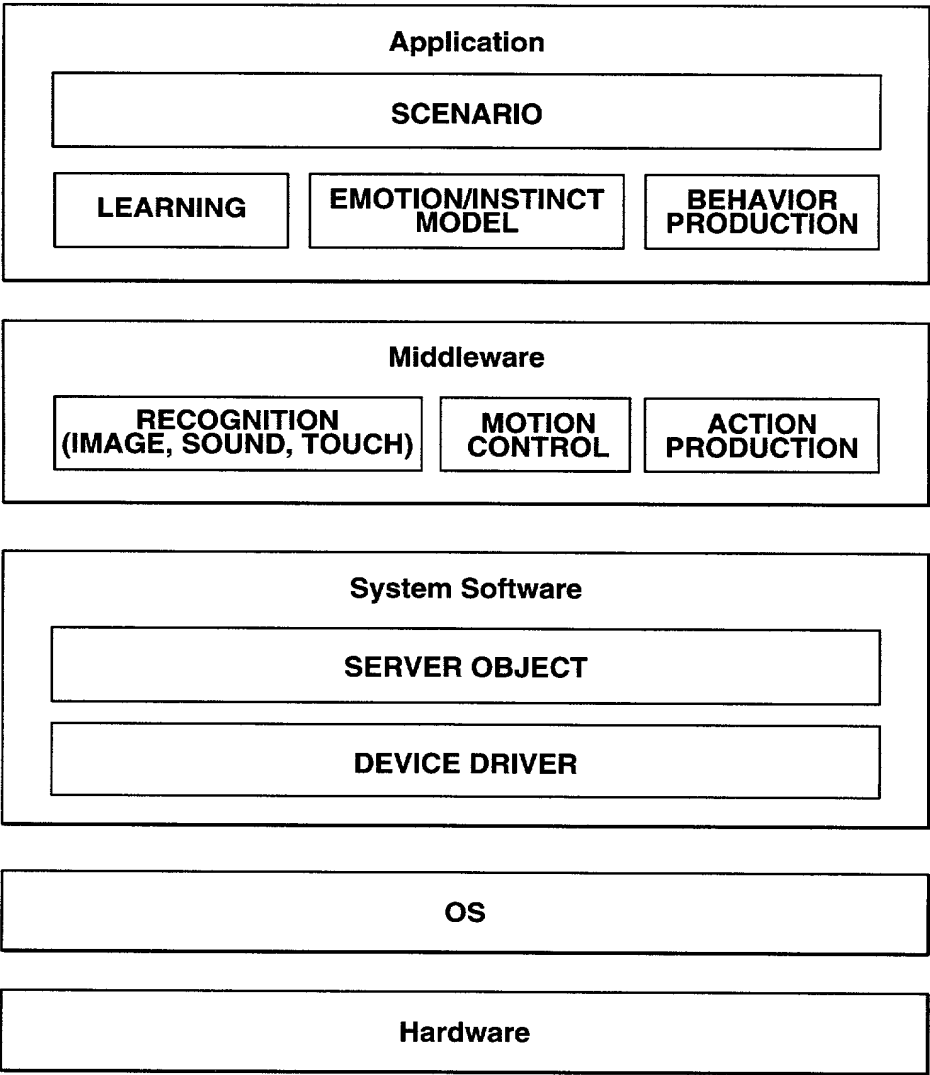 Application
SCENARIO
LEARNING
EMOTION/INSTINCT
MODEL
BEHAVIOR
PRODUCTION
Middleware
RECOGNITION
(IMAGE, SOUND, TOUCH)
MOTION
CONTROL
ACTION
PRODUCTION
System Software
SERVER OBJECT
DEVICE DRIVER
OS
Hardware